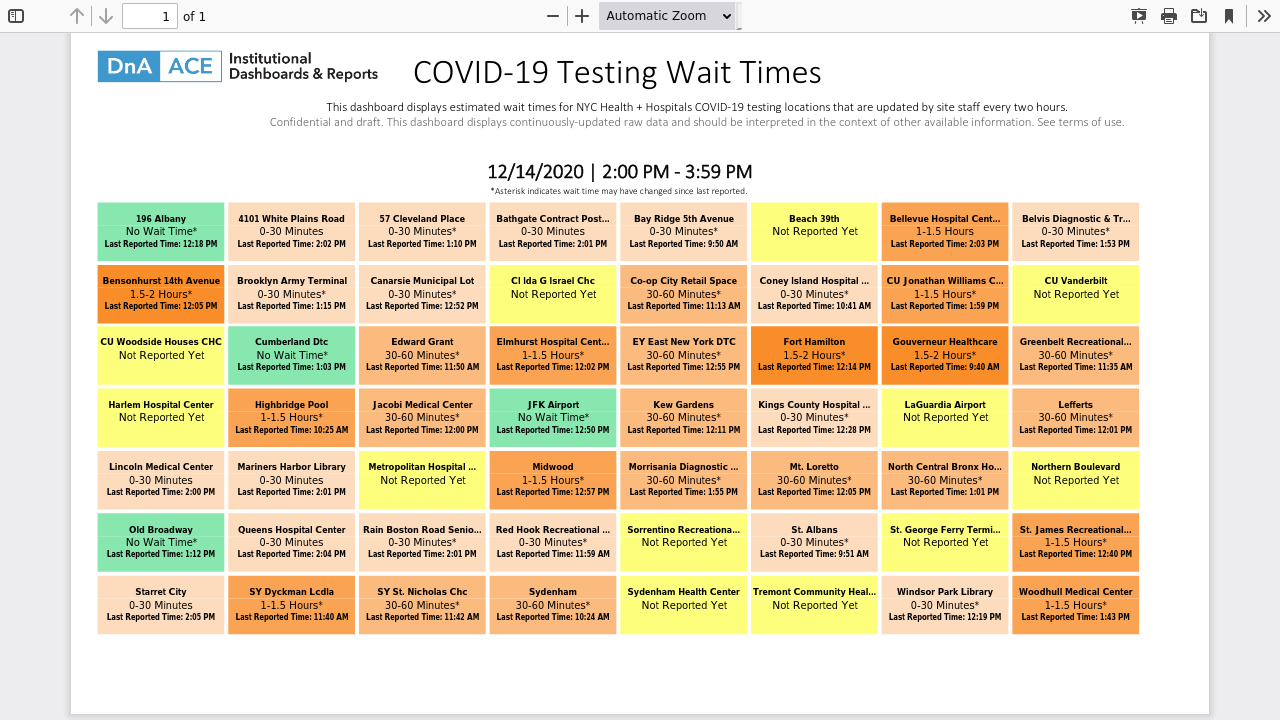 1 of 1 Automatic Zoom
DnA ACE Institutional
Dashboards & Reports
COVID-19 Testing Wait Times
This dashboard displays estimated wait times for NYC Health + Hospitals COVID-19 testing locations that are updated by site staff every two hours.
Confidential and draft. This dashboard displays continuously-updated raw data and should be interpreted in the context of other available information. See terms of use.
12/14/2020 | 2:00 PM - 3:59 PM
*Asterisk indicates wait time may have changed since last reported.
196 Albany
No Wait Time*
Last Reported Time: 12:18 PM
4101 White Plains Road
0-30 Minutes
Last Reported Time: 2:02 PM
57 Cleveland Place
0-30 Minutes*
Last Reported Time: 1:10 PM
Bathgate Contract Post...
0-30 Minutes
Last Reported Time: 2:01 PM
Bay Ridge 5th Avenue
0-30 Minutes*
Last Reported Time: 9:50 AM
Beach 39th
Not Reported Yet
Bellevue Hospital Cent...
1-1.5 Hours
Last Reported Time: 2:03 PM
Belvis Diagnostic & Tr...
0-30 Minutes*
Last Reported Time: 1:53 PM
Bensonhurst 14th Avenue
1.5-2 Hours*
Last Reported Time: 12:05 PM
Brooklyn Army Terminal
0-30 Minutes*
Last Reported Time: 1:15 PM
Canarsie Municipal Lot
0-30 Minutes*
Last Reported Time: 12:52 PM
Cl Ida G Israel Chc
Not Reported Yet
Co-op City Retail Space
30-60 Minutes*
Last Reported Time: 11:13 AM
Coney Island Hospital ...
0-30 Minutes*
Last Reported Time: 10:41 AM
CU Jonathan Williams C...
1-1.5 Hours*
Last Reported Time: 1:59 PM
CU Vanderbilt
Not Reported Yet
CU Woodside Houses CHC
Not Reported Yet
Cumberland Dtc
No Wait Time*
Last Reported Time: 1:03 PM
Edward Grant
30-60 Minutes*
Last Reported Time: 11:50 AM
Elmhurst Hospital Cent...
1-1.5 Hours*
Last Reported Time: 12:02 PM
EY East New York DTC
30-60 Minutes*
Last Reported Time: 12:55 PM
Fort Hamilton
1.5-2 Hours*
Last Reported Time: 12:14 PM
Gouverneur Healthcare
1.5-2 Hours*
Last Reported Time: 9:40 AM
Greenbelt Recreational...
30-60 Minutes*
Last Reported Time: 11:35 AM
Harlem Hospital Center
Not Reported Yet
Highbridge Pool
1-1.5 Hours*
Last Reported Time: 10:25 AM
Jacobi Medical Center
30-60 Minutes*
Last Reported Time: 12:00 PM
JFK Airport
No Wait Time*
Last Reported Time: 12:50 PM
Kew Gardens
30-60 Minutes*
Last Reported Time: 12:11 PM
Kings County Hospital ...
0-30 Minutes*
Last Reported Time: 12:28 PM
LaGuardia Airport
Not Reported Yet
Lefferts
30-60 Minutes*
Last Reported Time: 12:01 PM
Lincoln Medical Center
0-30 Minutes
Last Reported Time: 2:00 PM
Mariners Harbor Library
0-30 Minutes
Last Reported Time: 2:01 PM
Metropolitan Hospital ...
Not Reported Yet
Midwood
1-1.5 Hours*
Last Reported Time: 12:57 PM
Morrisania Diagnostic ...
30-60 Minutes*
Last Reported Time: 1:55 PM
Mt. Loretto
30-60 Minutes*
Last Reported Time: 12:05 PM
North Central Bronx Ho...
30-60 Minutes*
Last Reported Time: 1:01 PM
Northern Boulevard
Not Reported Yet
Old Broadway
No Wait Time*
Last Reported Time: 1:12 PM
Queens Hospital Center
0-30 Minutes
Last Reported Time: 2:04 PM
Rain Boston Road Senio...
0-30 Minutes*
Last Reported Time: 2:01 PM
Red Hook Recreational ...
0-30 Minutes*
Last Reported Time: 11:59 AM
Sorrentino Recreationa...
Not Reported Yet
St. Albans
0-30 Minutes*
Last Reported Time: 9:51 AM
St. George Ferry Termi...
Not Reported Yet
St. James Recreational...
1-1.5 Hours*
Last Reported Time: 12:40 PM
Starret City
0-30 Minutes
Last Reported Time: 2:05 PM
SY Dyckman Lcdla
1-1.5 Hours*
Last Reported Time: 11:40 AM
SY St. Nicholas Chc
30-60 Minutes*
Last Reported Time: 11:42 AM
Sydenham
30-60 Minutes*
Last Reported Time: 10:24 AM
Sydenham Health Center
Not Reported Yet
Tremont Community Heal...
Not Reported Yet
Windsor Park Library
0-30 Minutes*
Last Reported Time: 12:19 PM
Woodhull Medical Center
1-1.5 Hours*
Last Reported Time: 1:43 PM